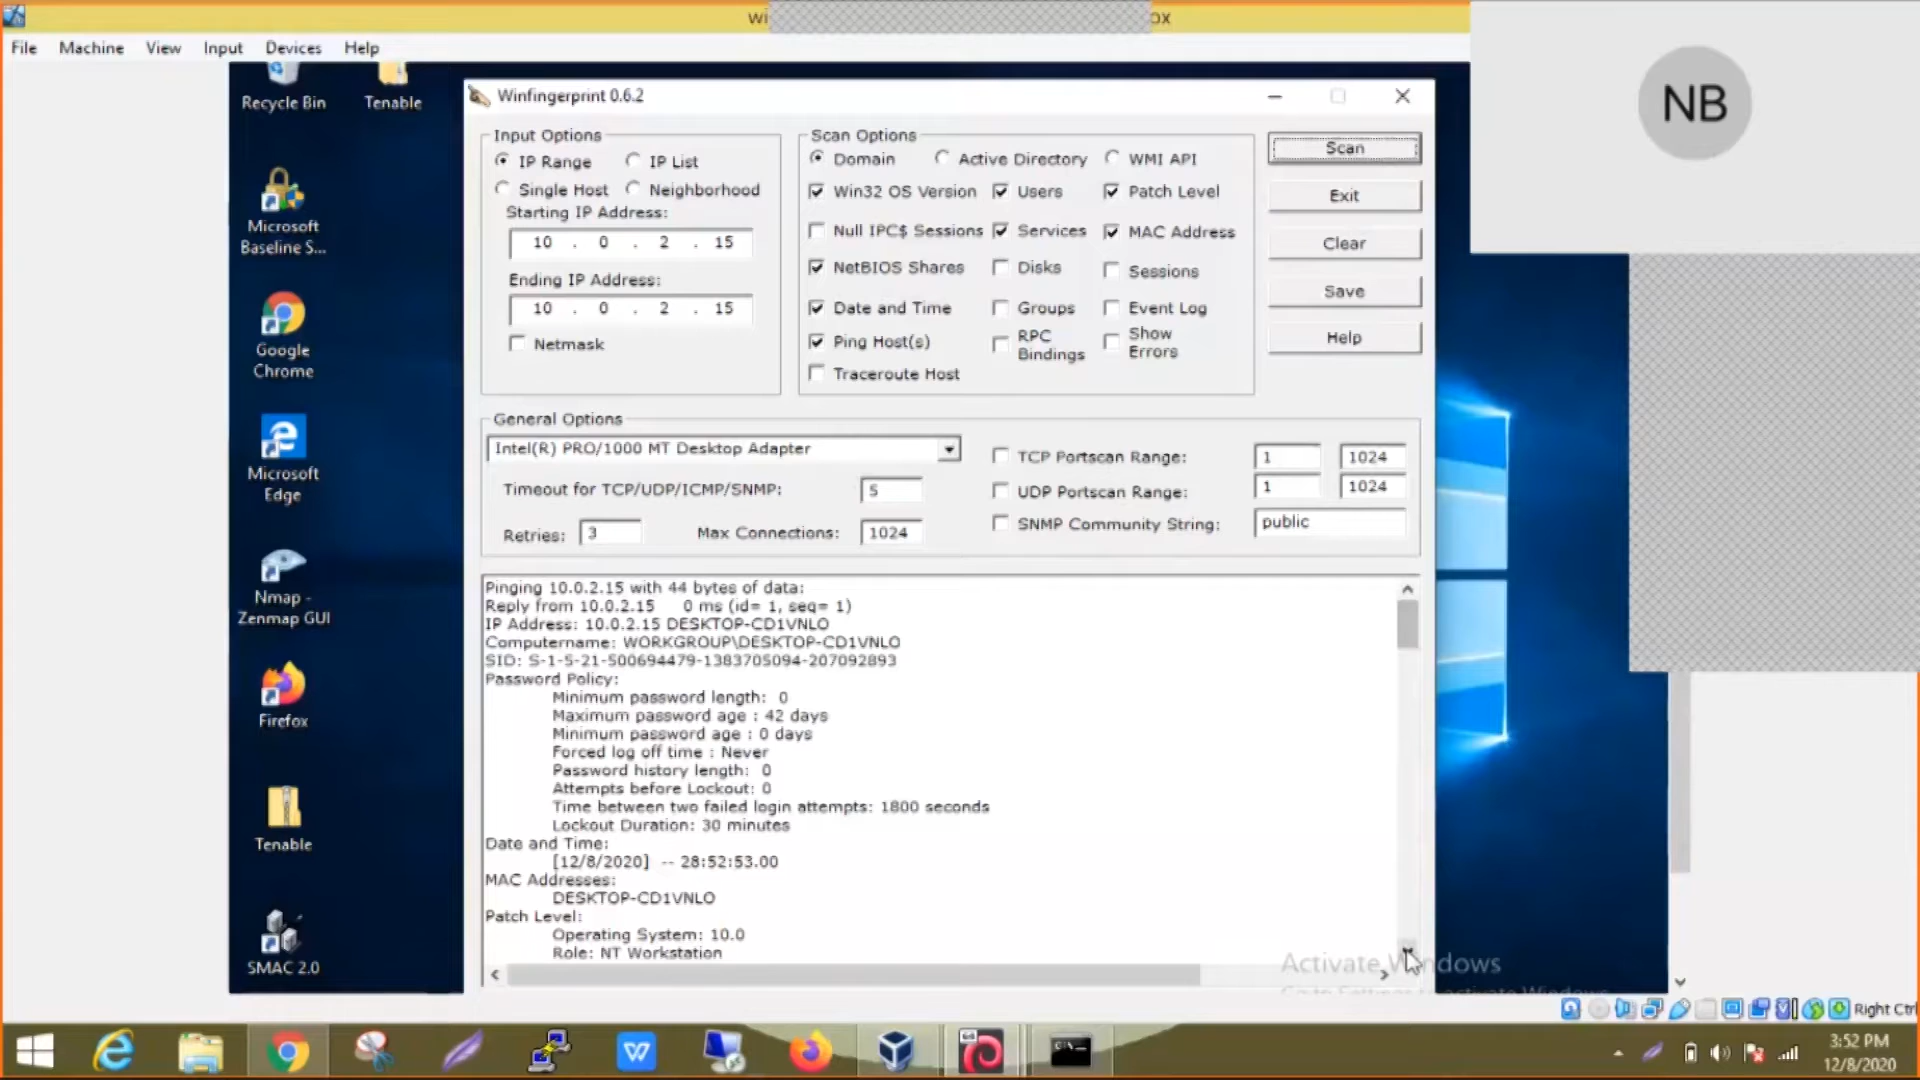 wi
ox
File Machine View Input Devices Help
NB
Recycle Bin
Tenable
Microsoft
Baseline S...
Google
Chrome
Microsoft
Edge
Nmap -
Zenmap GUI
Firefox
Tenable
SMAC 2.0
Winfingerprint 0.6.2
Input Options
IP Range IP List
Single Host Neighborhood
Starting IP Address:
10 . 0 . 2 . 15
Ending IP Address:
10 . 0 . 2 . 15
Netmask
Scan Options
Domain Active Directory WMI API
Win32 OS Version Users Patch Level
Null IPC$ Sessions Services MAC Address
NetBIOS Shares Disks Sessions
Date and Time Groups Event Log
Ping Host(s) RPC Bindings Show Errors
Traceroute Host
Scan
Exit
Clear
Save
Help
General Options
Intel(R) PRO/1000 MT Desktop Adapter
Timeout for TCP/UDP/ICMP/SNMP: 5
Retries: 3 Max Connections: 1024
TCP Portscan Range: 1 1024
UDP Portscan Range: 1 1024
SNMP Community String: public
Pinging 10.0.2.15 with 44 bytes of data:
Reply from 10.0.2.15 0 ms (id= 1, seq= 1)
IP Address: 10.0.2.15 DESKTOP-CD1VNLO
Computername: WORKGROUP\DESKTOP-CD1VNLO
SID: S-1-5-21-500694479-1383705094-207092893
Password Policy:
Minimum password length: 0
Maximum password age : 42 days
Minimum password age : 0 days
Forced log off time : Never
Password history length: 0
Attempts before Lockout: 0
Time between two failed login attempts: 1800 seconds
Lockout Duration: 30 minutes
Date and Time:
[12/8/2020] -- 28:52:53.00
MAC Addresses:
DESKTOP-CD1VNLO
Patch Level:
Operating System: 10.0
Role: NT Workstation
Activate Windows
Right Ctrl
3:52 PM
12/8/2020